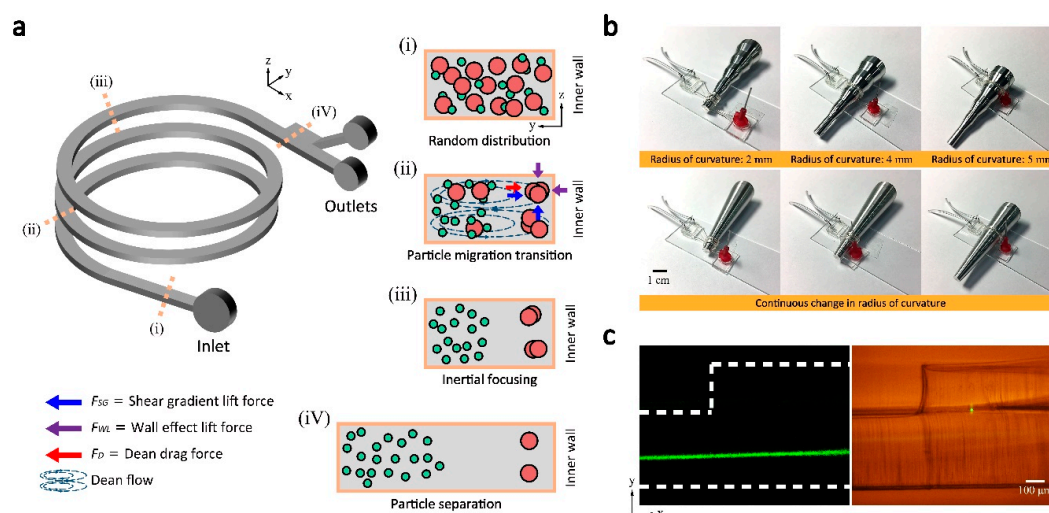 a
z
y
x
(iii)
(iV)
(ii)
Outlets
(i)
Inlet
F_SG = Shear gradient lift force
F_WL = Wall effect lift force
F_D = Dean drag force
Dean flow
(i)
z
y
Inner wall
Random distribution
(ii)
Inner wall
Particle migration transition
(iii)
Inner wall
Inertial focusing
(iV)
Inner wall
Particle separation
b
Radius of curvature: 2 mm
Radius of curvature: 4 mm
Radius of curvature: 5 mm
1 cm
Continuous change in radius of curvature
c
y
x
100 μm